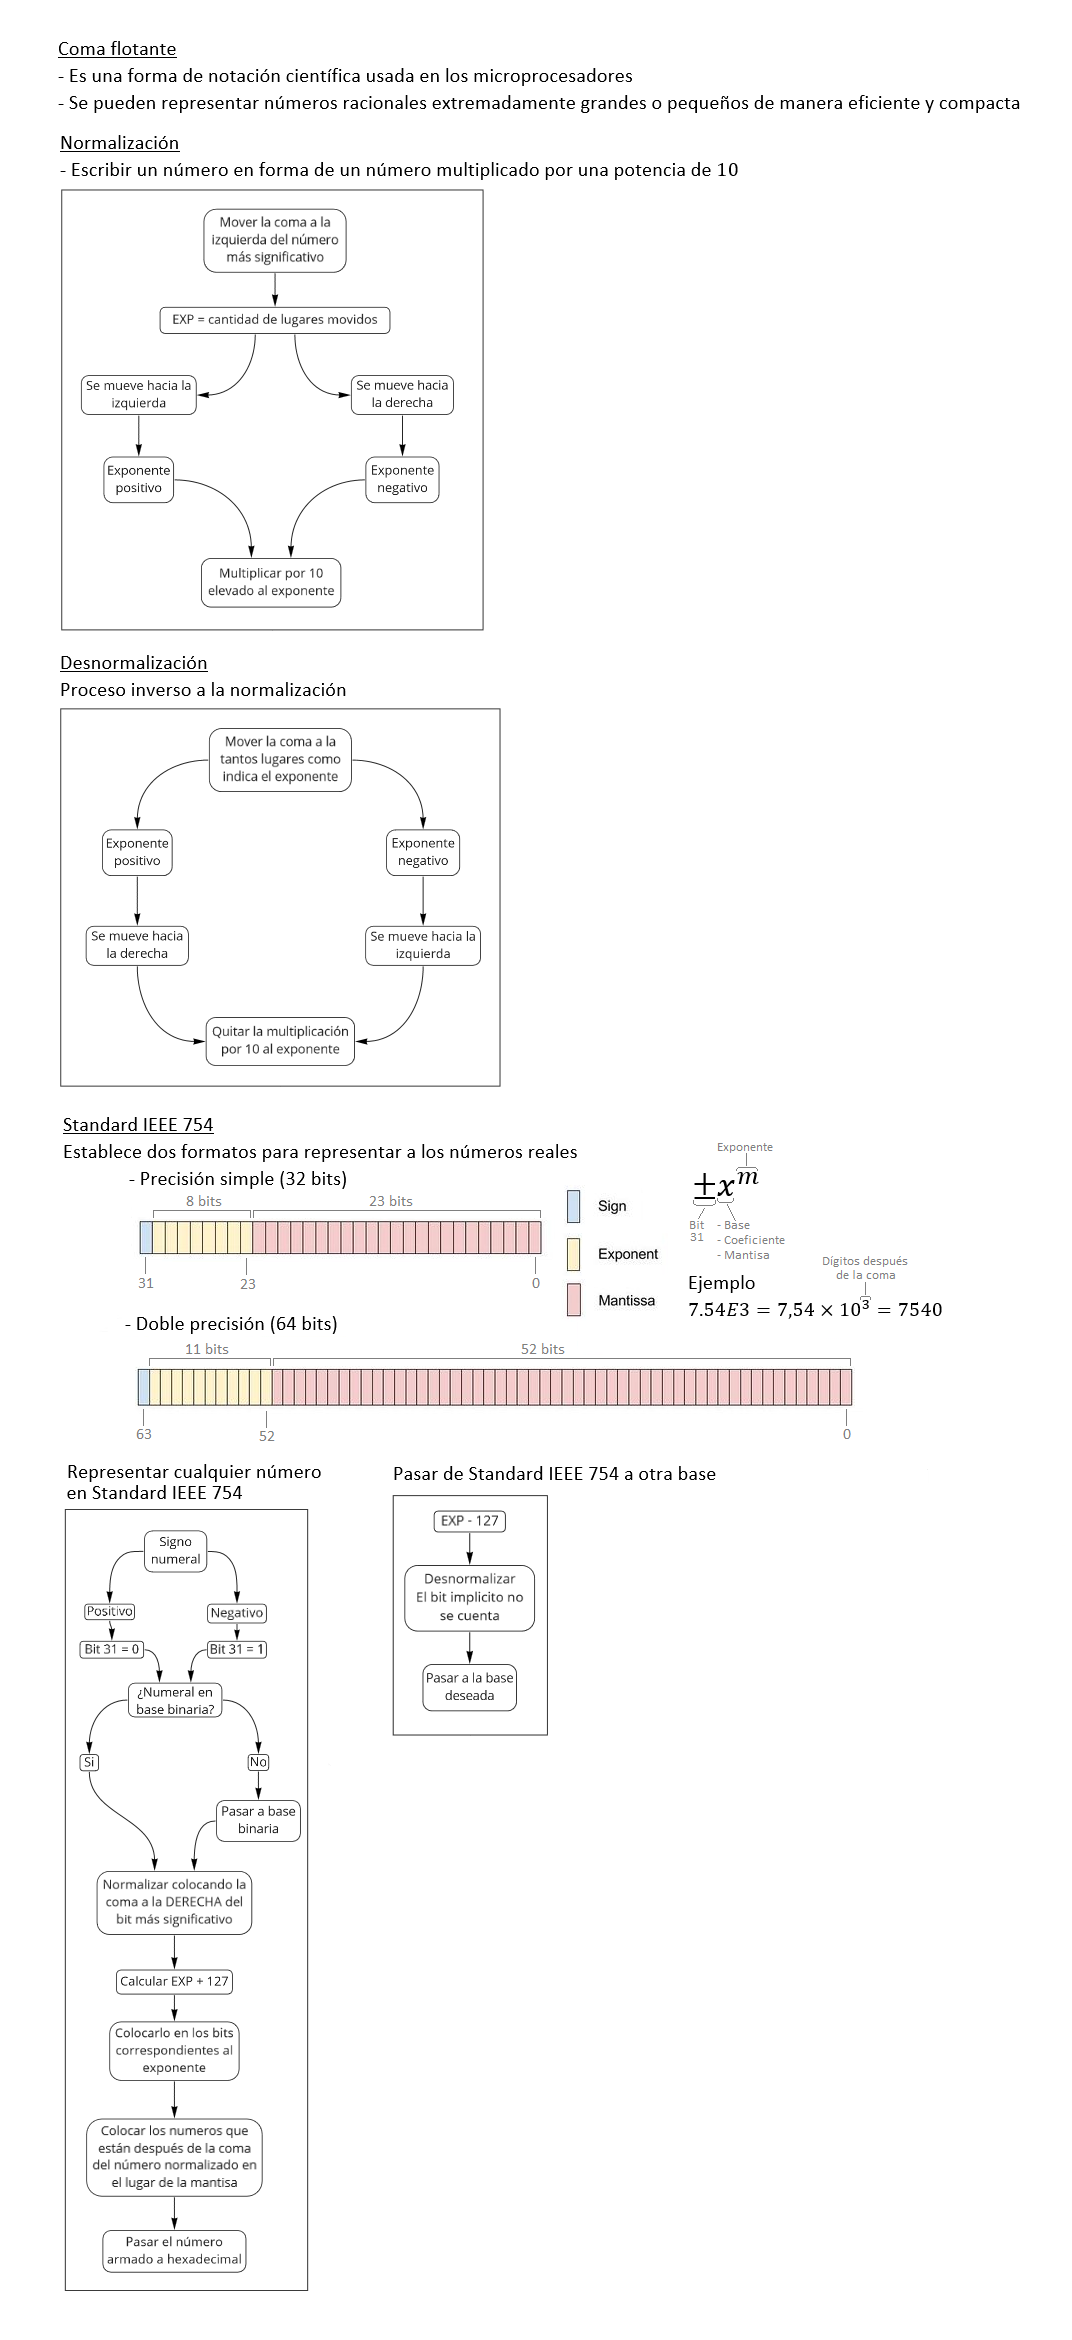 Coma flotante
- Es una forma de notación científica usada en los microprocesadores
- Se pueden representar números racionales extremadamente grandes o pequeños de manera eficiente y compacta
Normalización
- Escribir un número en forma de un número multiplicado por una potencia de 10
Mover la coma a la
izquierda del número
más significativo
EXP = cantidad de lugares movidos
Se mueve hacia la
izquierda
Se mueve hacia
la derecha
Exponente
positivo
Exponente
negativo
Multiplicar por 10
elevado al exponente
Desnormalización
Proceso inverso a la normalización
Mover la coma a la
tantos lugares como
indica el exponente
Exponente
positivo
Exponente
negativo
Se mueve hacia
la derecha
Se mueve hacia la
izquierda
Quitar la multiplicación
por 10 al exponente
Standard IEEE 754
Establece dos formatos para representar a los números reales
- Precisión simple (32 bits)
8 bits
23 bits
31
23
0
Sign
Exponent
Mantissa
Exponente
±x^m
Bit
31
- Base
- Coeficiente
- Mantisa
Dígitos después
de la coma
Ejemplo
7.54E3 = 7,54 × 10^3 = 7540
- Doble precisión (64 bits)
11 bits
52 bits
63
52
0
Representar cualquier número
en Standard IEEE 754
Signo
numeral
Positivo
Negativo
Bit 31 = 0
Bit 31 = 1
¿Numeral en
base binaria?
Si
No
Pasar a base
binaria
Normalizar colocando la
coma a la DERECHA del
bit más significativo
Calcular EXP + 127
Colocarlo en los bits
correspondientes al
exponente
Colocar los numeros que
están después de la coma
del número normalizado en
el lugar de la mantisa
Pasar el número
armado a hexadecimal
Pasar de Standard IEEE 754 a otra base
EXP - 127
Desnormalizar
El bit implicito no
se cuenta
Pasar a la base
deseada